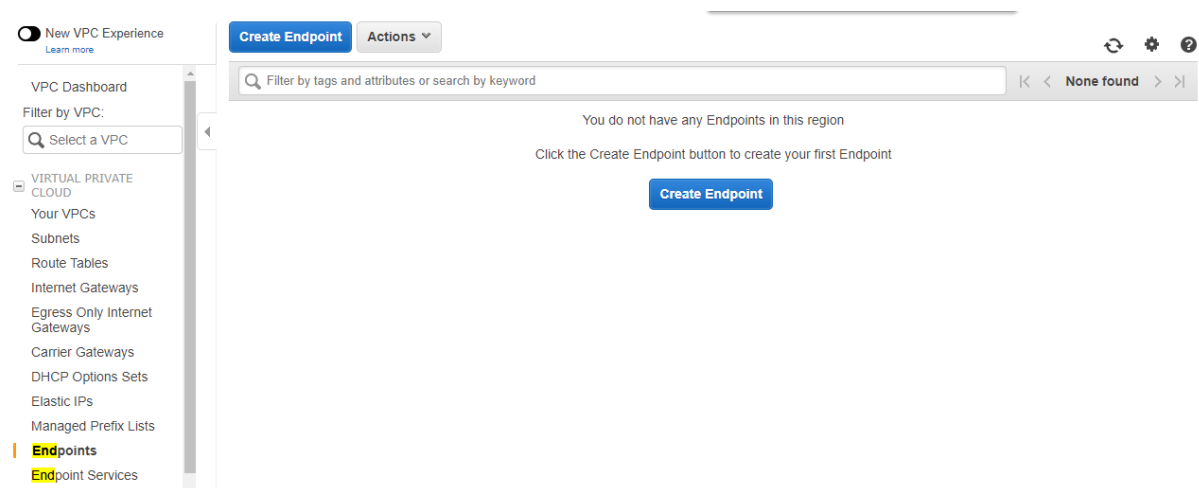 New VPC Experience
Learn more
VPC Dashboard
Filter by VPC:
Select a VPC
VIRTUAL PRIVATE
CLOUD
Your VPCs
Subnets
Route Tables
Internet Gateways
Egress Only Internet
Gateways
Carrier Gateways
DHCP Options Sets
Elastic IPs
Managed Prefix Lists
Endpoints
Endpoint Services
Create Endpoint Actions
Filter by tags and attributes or search by keyword
None found
You do not have any Endpoints in this region
Click the Create Endpoint button to create your first Endpoint
Create Endpoint